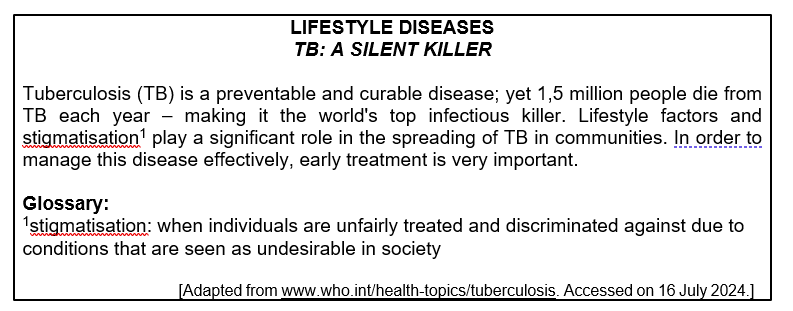 LIFESTYLE DISEASES
TB: A SILENT KILLER
Tuberculosis (TB) is a preventable and curable disease; yet 1,5 million people die from
TB each year – making it the world's top infectious killer. Lifestyle factors and
stigmatisation¹ play a significant role in the spreading of TB in communities. In order to
manage this disease effectively, early treatment is very important.
Glossary:
¹stigmatisation: when individuals are unfairly treated and discriminated against due to
conditions that are seen as undesirable in society
[Adapted from www.who.int/health-topics/tuberculosis. Accessed on 16 July 2024.]